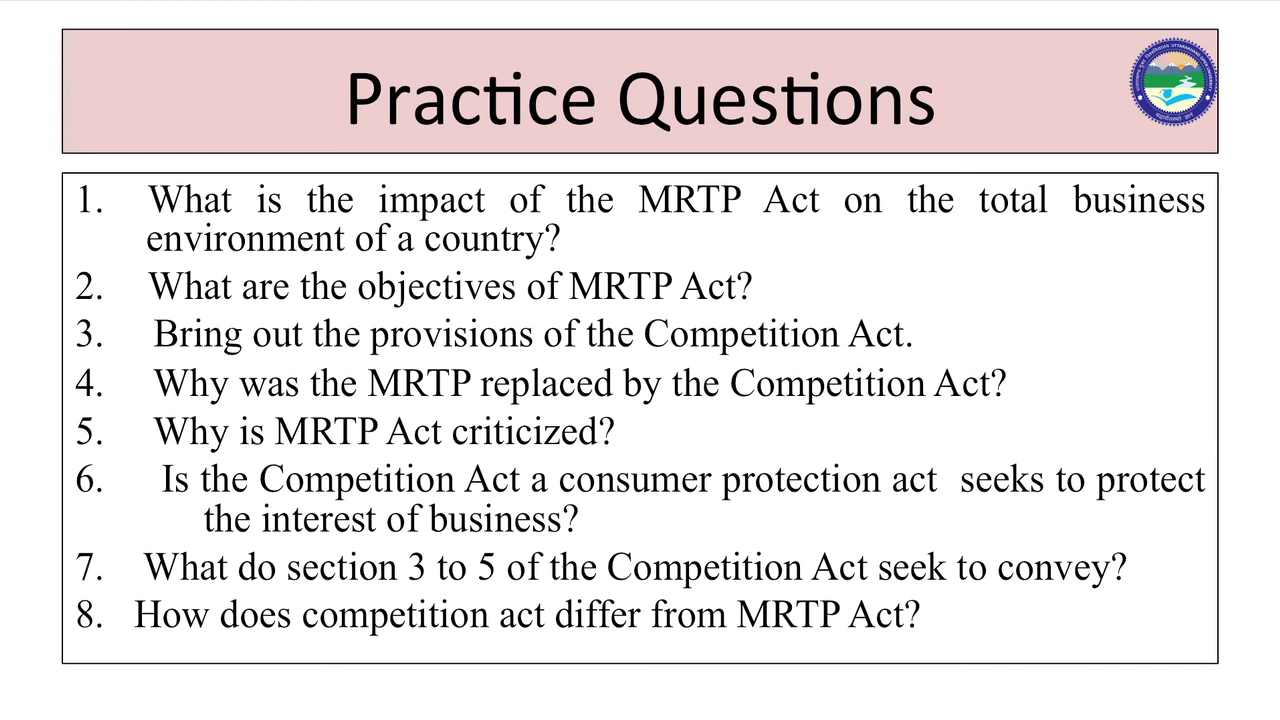 Practice Questions
1. What is the impact of the MRTP Act on the total business
environment of a country?
2. What are the objectives of MRTP Act?
3. Bring out the provisions of the Competition Act.
4. Why was the MRTP replaced by the Competition Act?
5. Why is MRTP Act criticized?
6. Is the Competition Act a consumer protection act seeks to protect
the interest of business?
7. What do section 3 to 5 of the Competition Act seek to convey?
8. How does competition act differ from MRTP Act?